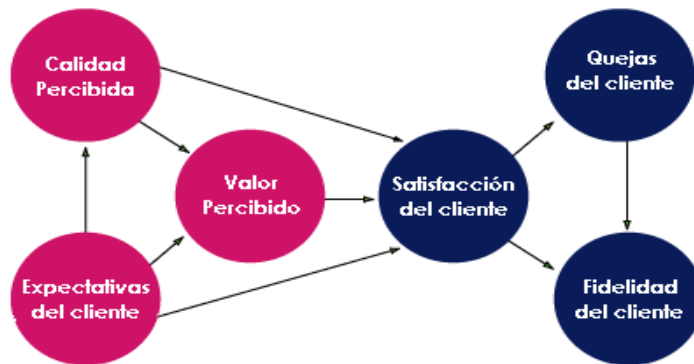 Calidad
Percibida
Quejas
del cliente
Valor
Percibido
Satisfacción
del cliente
Expectativas
del cliente
Fidelidad
del cliente